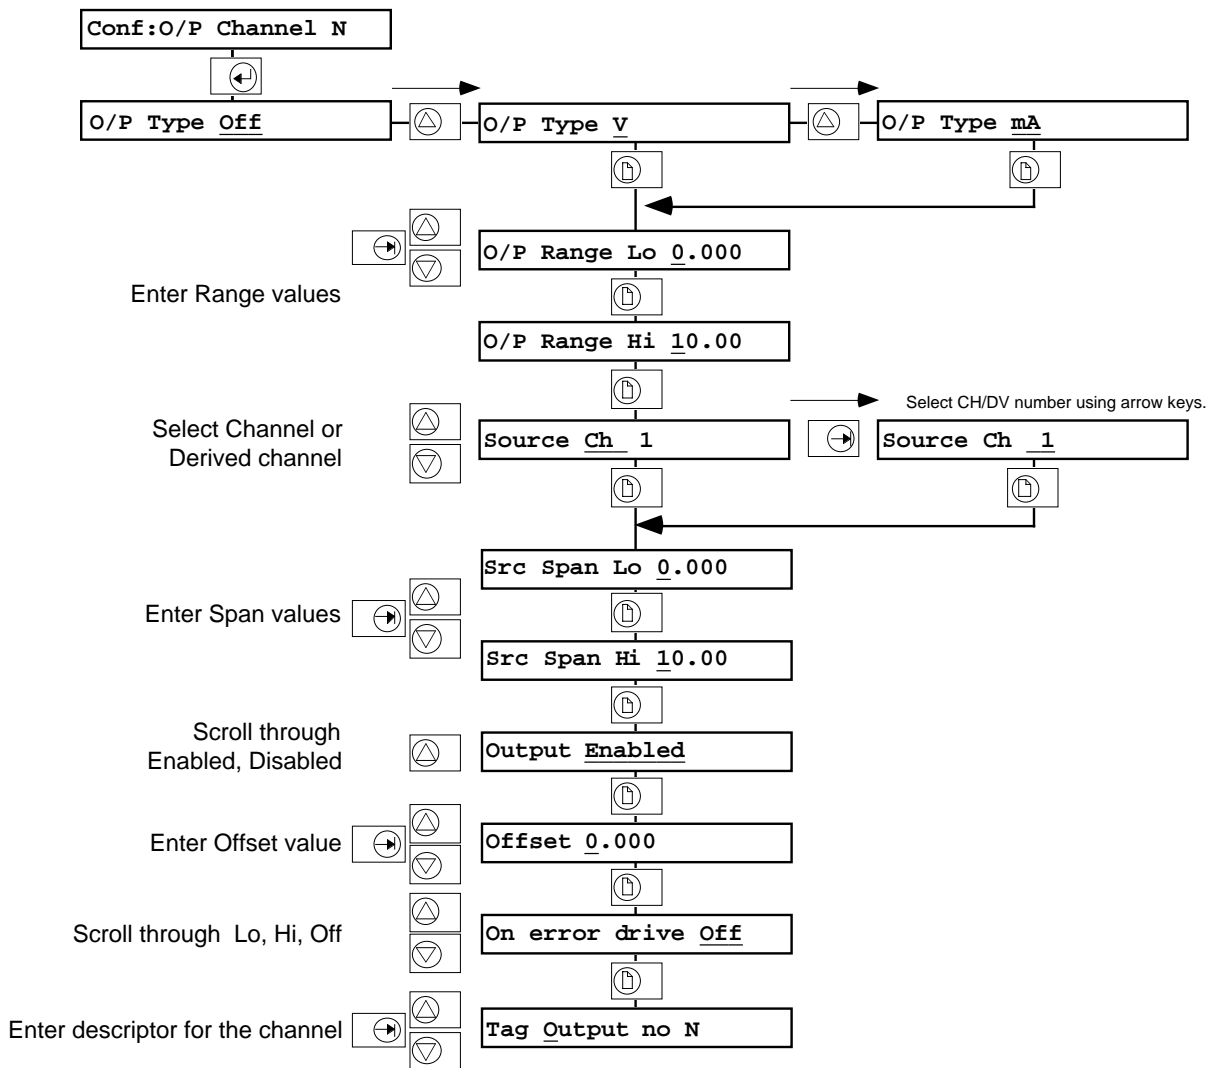 Conf:O/P Channel N
O/P Type Off
O/P Type V
O/P Type mA
O/P Range Lo 0.000
Enter Range values
O/P Range Hi 10.00
Select Channel or
Derived channel
Source Ch 1
Select CH/DV number using arrow keys.
Source Ch 1
Src Span Lo 0.000
Enter Span values
Src Span Hi 10.00
Scroll through
Enabled, Disabled
Output Enabled
Enter Offset value
Offset 0.000
Scroll through Lo, Hi, Off
On error drive Off
Enter descriptor for the channel
Tag Output no N